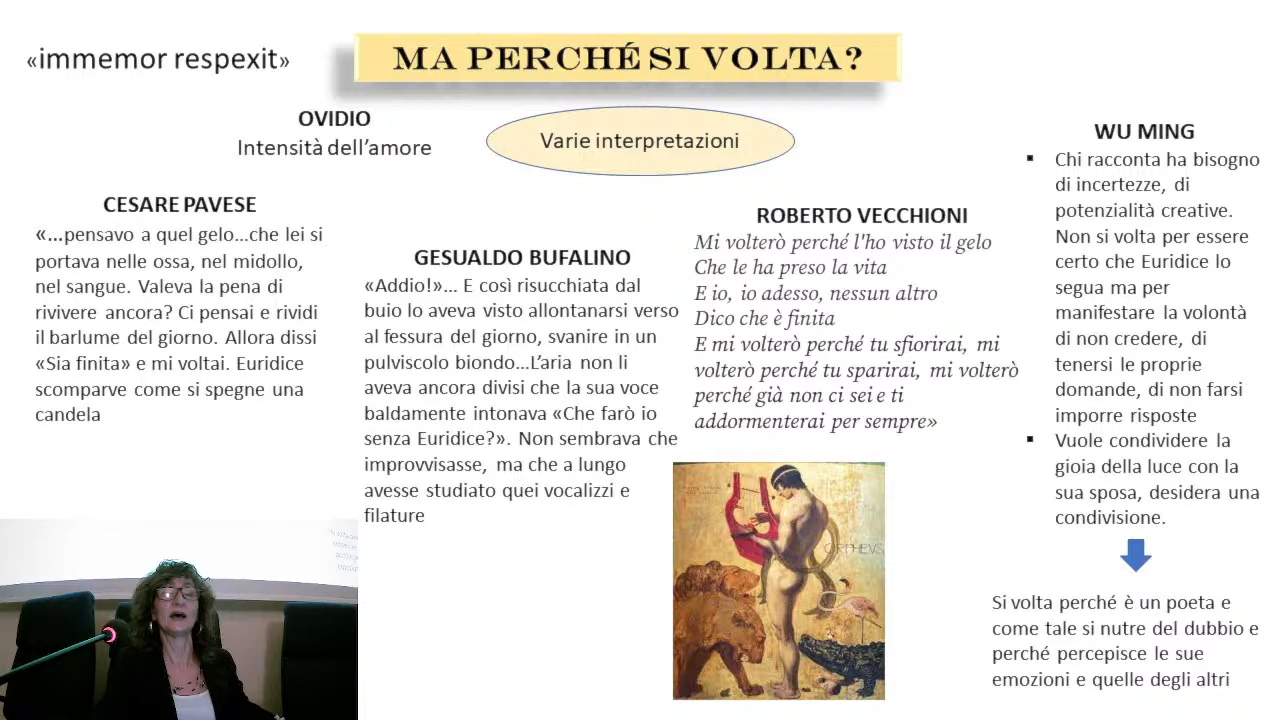 «immemor respexit»
MA PERCHÉ SI VOLTA?
OVIDIO
Intensità dell’amore
Varie interpretazioni
CESARE PAVESE
«...pensavo a quel gelo...che lei si
portava nelle ossa, nel midollo,
nel sangue. Valeva la pena di
rivivere ancora? Ci pensai e rividi
il barlume del giorno. Allora dissi
«Sia finita» e mi voltai. Euridice
scomparve come si spegne una
candela
GESUALDO BUFALINO
«Addio!»... E così risucchiata dal
buio lo aveva visto allontanarsi verso
al fessura del giorno, svanire in un
pulviscolo biondo...L’aria non li
aveva ancora divisi che la sua voce
baldamente intonava «Che farò io
senza Euridice?». Non sembrava che
improvvisasse, ma che a lungo
avesse studiato quei vocalizzi e
filature
ROBERTO VECCHIONI
Mi volterò perché l'ho visto il gelo
Che le ha preso la vita
E io, io adesso, nessun altro
Dico che è finita
E mi volterò perché tu sfiorirai, mi
volterò perché tu sparirai, mi volterò
perché già non ci sei e ti
addormenterai per sempre»
ORPHEVS
WU MING
▪ Chi racconta ha bisogno
di incertezze, di
potenzialità creative.
Non si volta per essere
certo che Euridice lo
segua ma per
manifestare la volontà
di non credere, di
tenersi le proprie
domande, di non farsi
imporre risposte
▪ Vuole condividere la
gioia della luce con la
sua sposa, desidera una
condivisione.
Si volta perché è un poeta e
come tale si nutre del dubbio e
perché percepisce le sue
emozioni e quelle degli altri